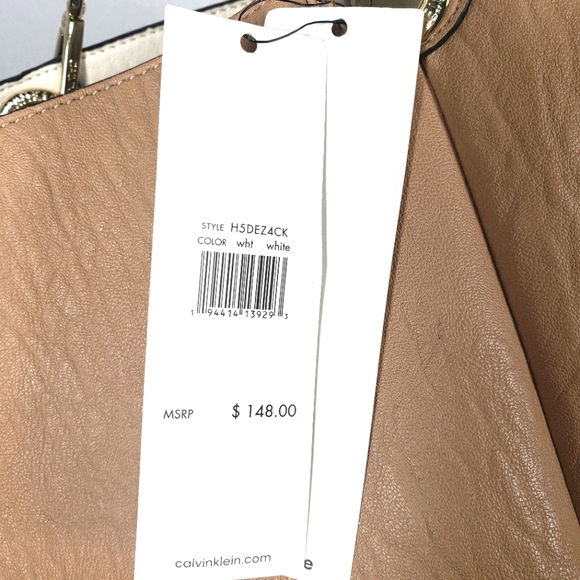 STYLE H5DEZ4CK
COLOR wht white
1 94414 13929 3
MSRP $ 148.00
calvinklein.com
e